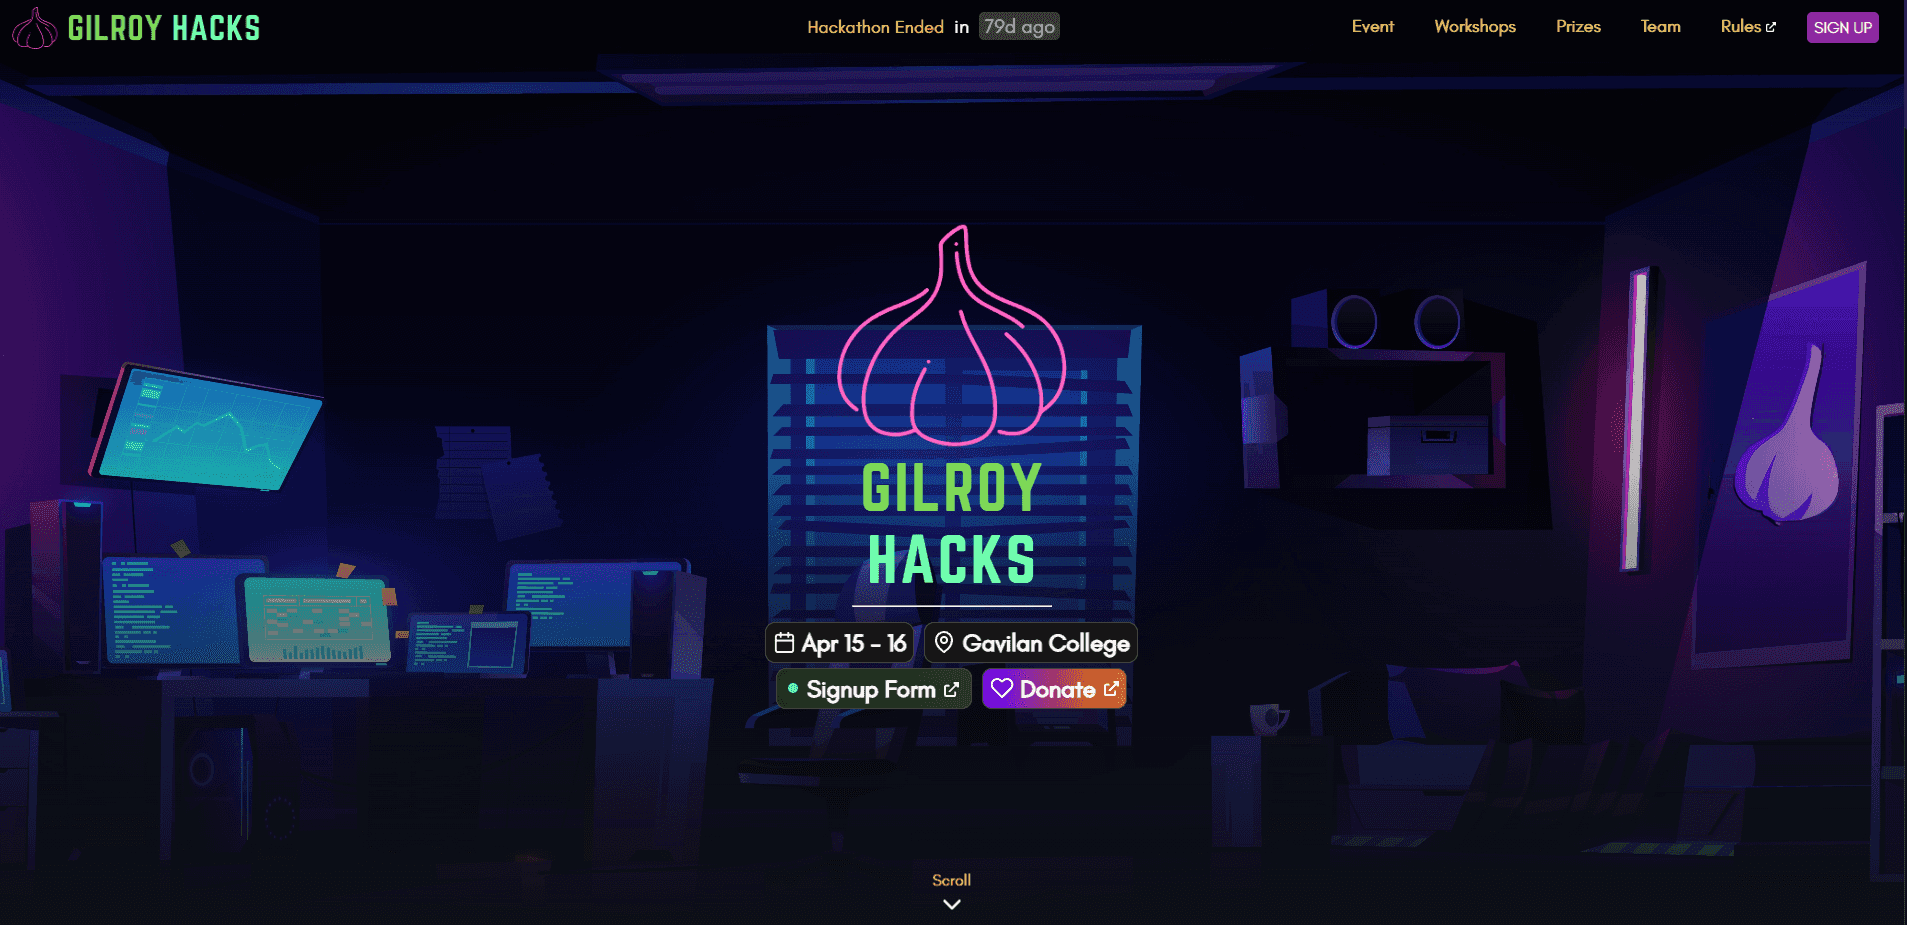 GILROY HACKS
Hackathon Ended in 79d ago
Event Workshops Prizes Team Rules SIGN UP
GILROY
HACKS
Apr 15 - 16 Gavilan College
Signup Form Donate
Scroll